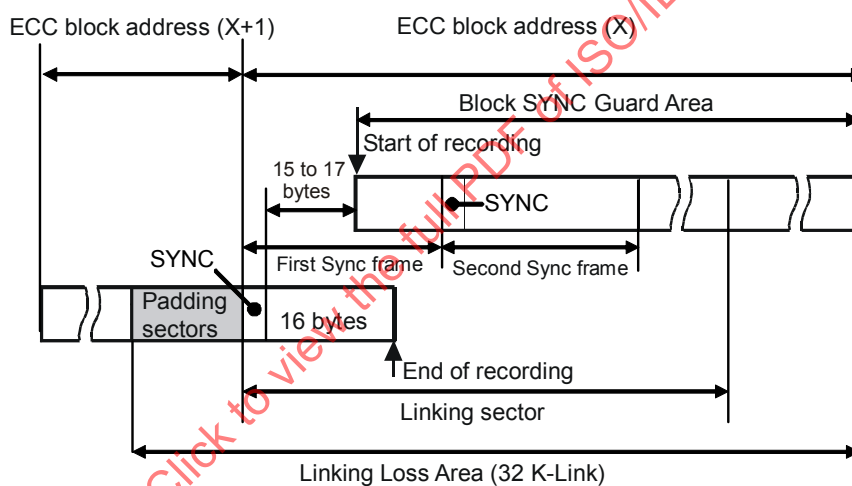 ECC block address (X+1)
ECC block address (X)
Block SYNC Guard Area
Start of recording
15 to 17
bytes
SYNC
First Sync frame
Second Sync frame
SYNC
Padding
sectors
16 bytes
End of recording
Linking sector
Linking Loss Area (32 K-Link)
Click to view the full PDF of ISO/IE